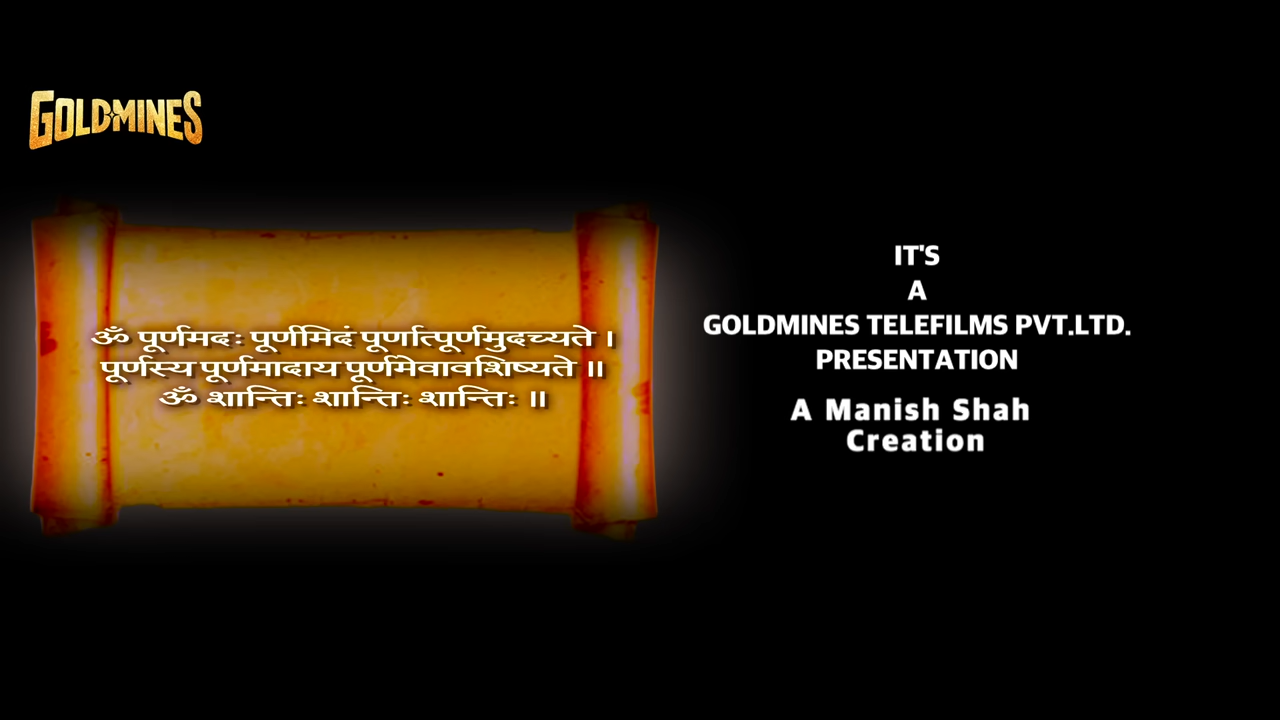 GOLDMINES
ॐ पूर्णमदः पूर्णमिदं पूर्णात्पूर्णमुदच्यते ।
पूर्णस्य पूर्णमादाय पूर्णमेवावशिष्यते ॥
ॐ शान्तिः शान्तिः शान्तिः ॥
IT'S
A
GOLDMINES TELEFILMS PVT.LTD.
PRESENTATION
A Manish Shah
Creation